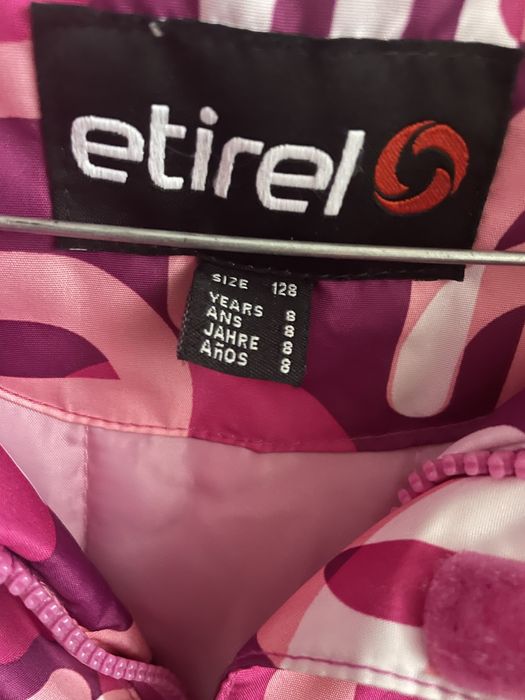 etirel
SIZE 128
YEARS 8
ANS 8
JAHRE 8
AÑOS 8